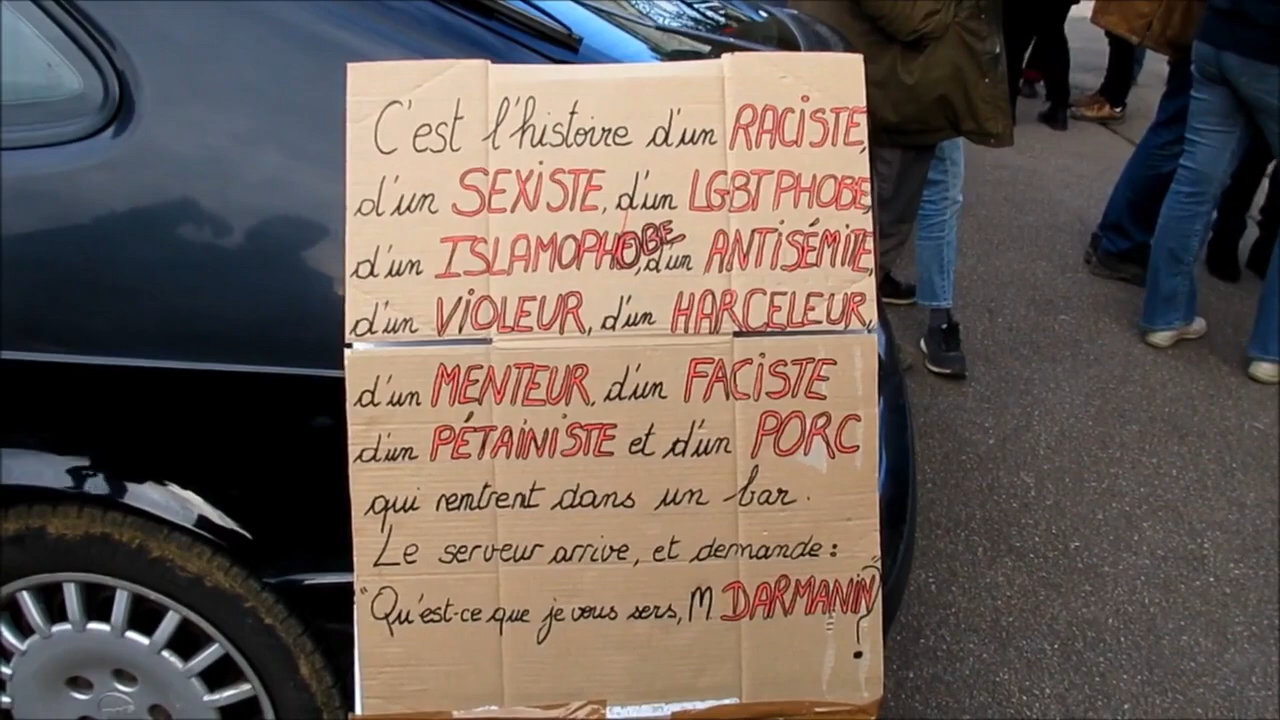 C'est l'histoire d'un RACISTE,
d'un SEXISTE, d'un LGBTPHOBE,
d'un ISLAMOPHOBE, d'un ANTISÉMITE,
d'un VIOLEUR, d'un HARCELEUR,
d'un MENTEUR, d'un FACISTE
d'un PÉTAINISTE et d'un PORC
qui rentrent dans un bar.
Le serveur arrive, et demande :
"Qu'est-ce que je vous sers, M DARMANIN"?